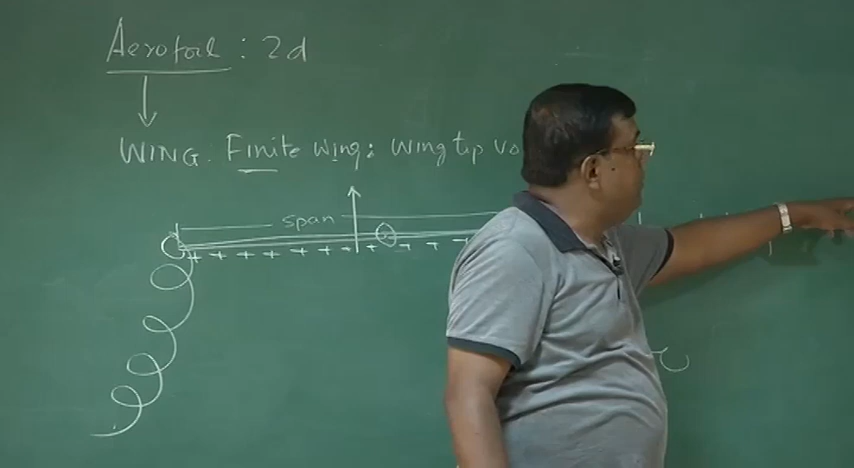 Aerofoil : 2d
WING. Finite wing: wing tip vo
span
+ + + + + + + + + + +